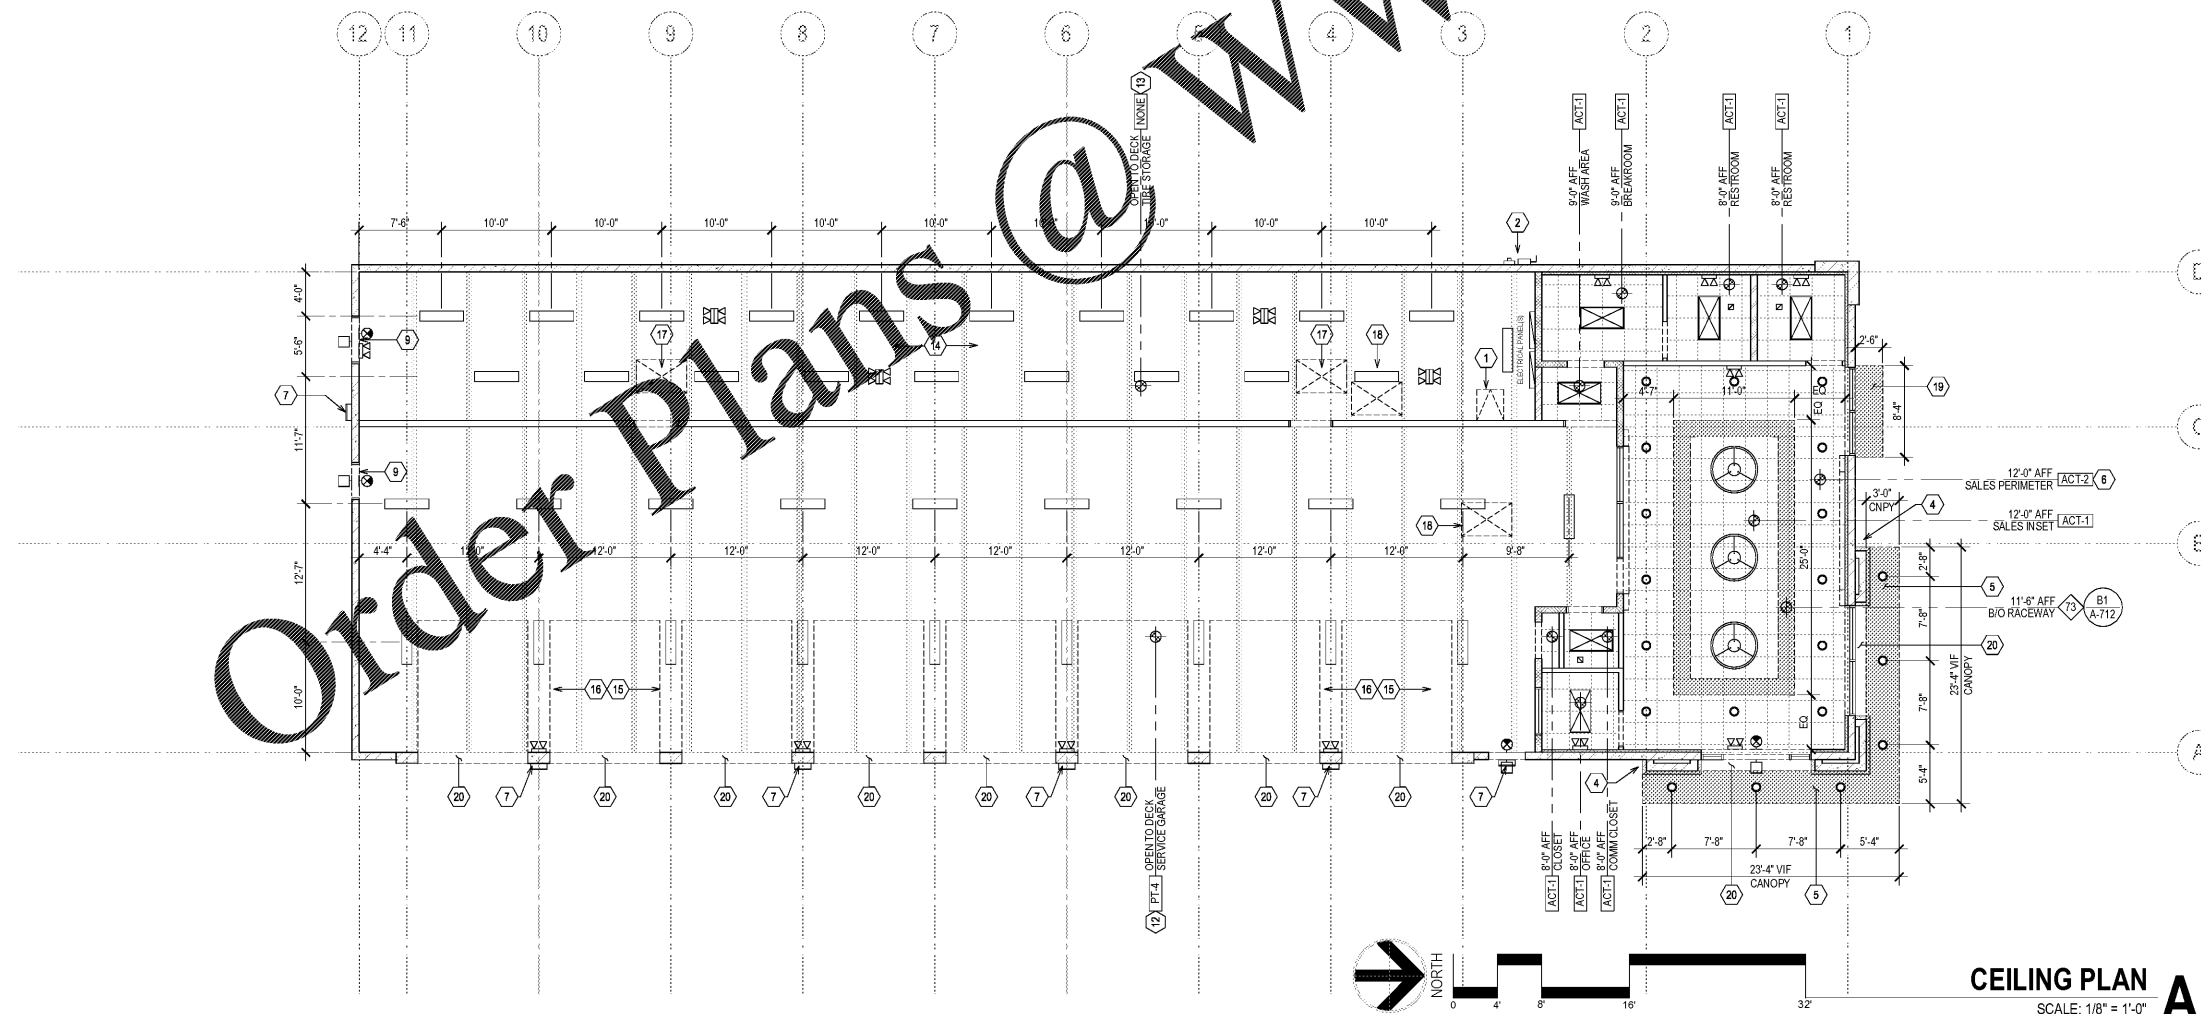 12 11 10 9 8 7 6 5 4 3 2 1
Order Plans @ ww
13
NONE
OPEN TO DECK
TIRE STORAGE
ACT-1
9'-0" AFF
WASH AREA
ACT-1
9'-0" AFF
BREAKROOM
ACT-1
8'-0" AFF
RESTROOM
ACT-1
8'-0" AFF
RESTROOM
7'-6" 10'-0" 10'-0" 10'-0" 10'-0" 10'-0" 10'-0" 10'-0"
2
4'-0"
5'-6"
11'-7"
12'-7"
10'-0"
9
7
9
17
14
17
18
1
ELECTRICAL PANEL(S)
2'-6"
19
8'-4"
4'-7" 11'-0" EQ
EQ
25'-0"
EQ
12'-0" AFF
SALES PERIMETER ACT-2 6
3'-0"
CNPY
4
12'-0" AFF
SALES INSET ACT-1
18
4'-4" 12'-0" 12'-0" 12'-0" 12'-0" 12'-0" 12'-0" 12'-0" 12'-0" 9'-8"
2'-8"
7'-8"
7'-8"
5'-4"
23'-4" VIF
CANOPY
5
11'-6" AFF
B/O RACEWAY 73 B1
A-712
20
16 15
16 15
20 7 20 20 7 20 20 7 20 20 7 20 7 4
OPEN TO DECK
SERVICE GARAGE
PT-4
12
8'-0" AFF
CLOSET
ACT-1
8'-0" AFF
OFFICE
ACT-1
8'-0" AFF
COMM CLOSET
ACT-1
2'-8" 7'-8" 7'-8" 5'-4"
23'-4" VIF
CANOPY
20 5
C
A
NORTH
0 4' 8' 16' 32'
CEILING PLAN A
SCALE: 1/8" = 1'-0"